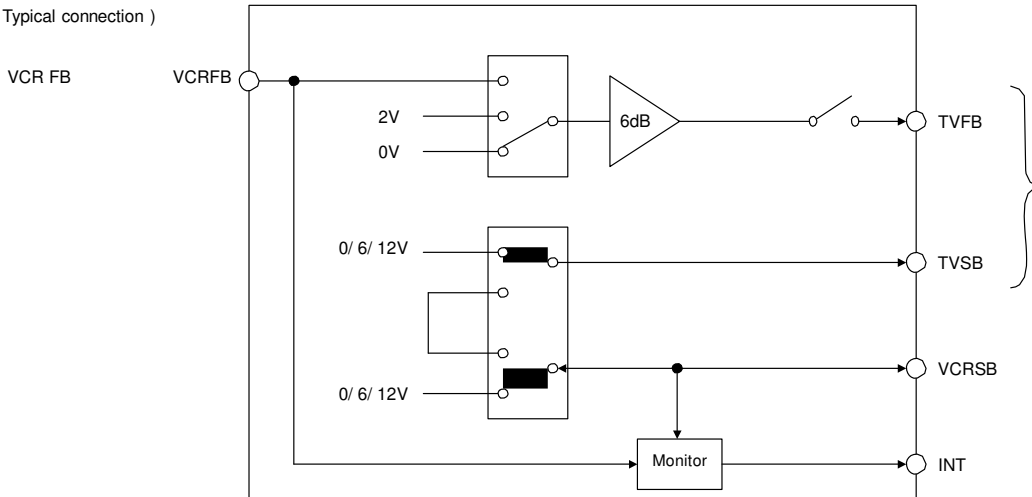 Typical connection )
VCR FB VCRFB
2V
0V
6dB
TVFB
0/ 6/ 12V
TVSB
VCRSB
0/ 6/ 12V
Monitor
INT